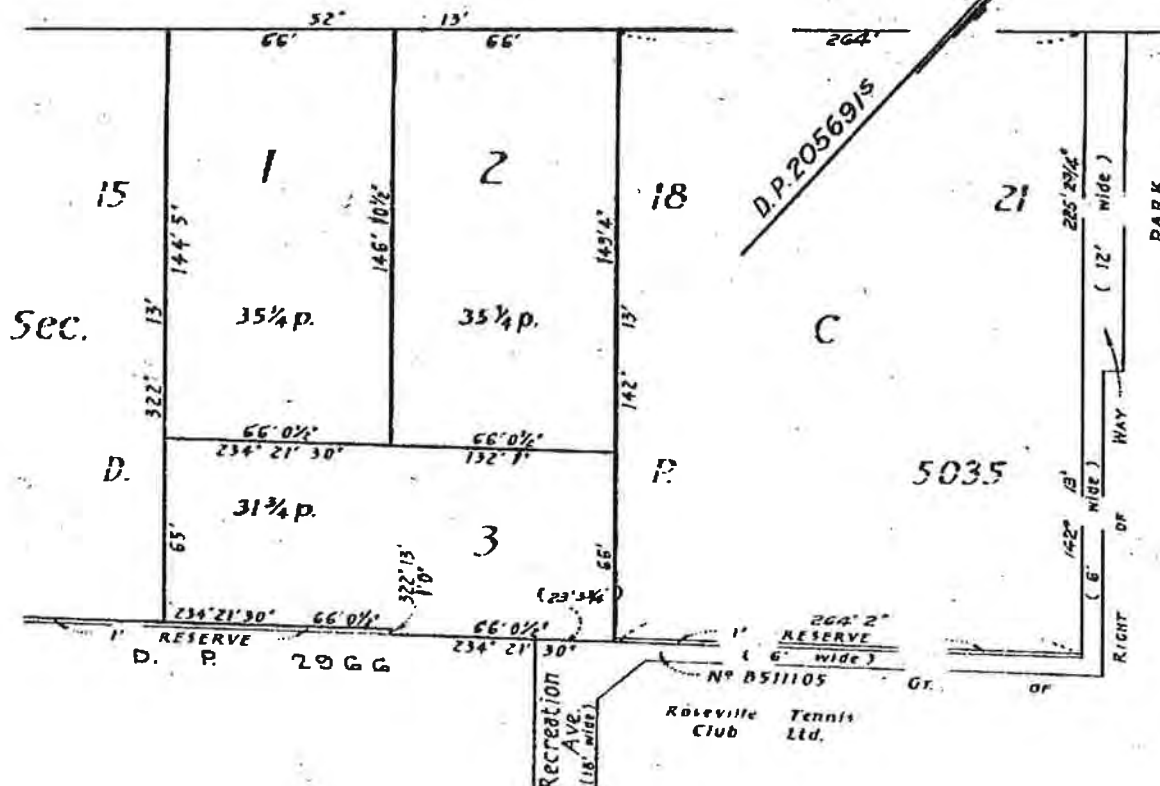 52° 13'
66' 66' 264'
D.P. 205691S
1 2
15 18 21
144' 5"
146' 10½"
149' 4"
225' 2¾"
( 12' wide )
PARK
35¼ p. 35¼ p.
Sec. C
322° 13'
142° 13'
66' 0½" 66' 0½"
234° 21' 30" 132' 1"
D. P. 5035
31¾ p.
3
65'
66'
322° 13'
1' 0"
( 23' 3¼" )
142° 13'
( 6' wide )
RIGHT OF WAY
234° 21' 30" 66' 0½" 66' 0½" 264' 2"
1' RESERVE 234° 21' 30" 1' RESERVE
D. P. 2966
( 6' wide )
Nº B511105 GT. OF
Recreation
Ave.
(18' wide)
Roseville Tennis
Club Ltd.